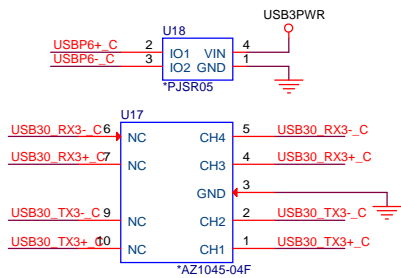 USB3PWR
U18
USBP6+_C 2 IO1 VIN 4
USBP6-_C 3 IO2 GND 1
*PJSR05
U17
USB30_RX3-_C 6 NC CH4 5 USB30_RX3-_C
USB30_RX3+_C 7 NC CH3 4 USB30_RX3+_C
GND 3
USB30_TX3-_C 9 NC CH2 2 USB30_TX3-_C
USB30_TX3+_C 10 NC CH1 1 USB30_TX3+_C
*AZ1045-04F